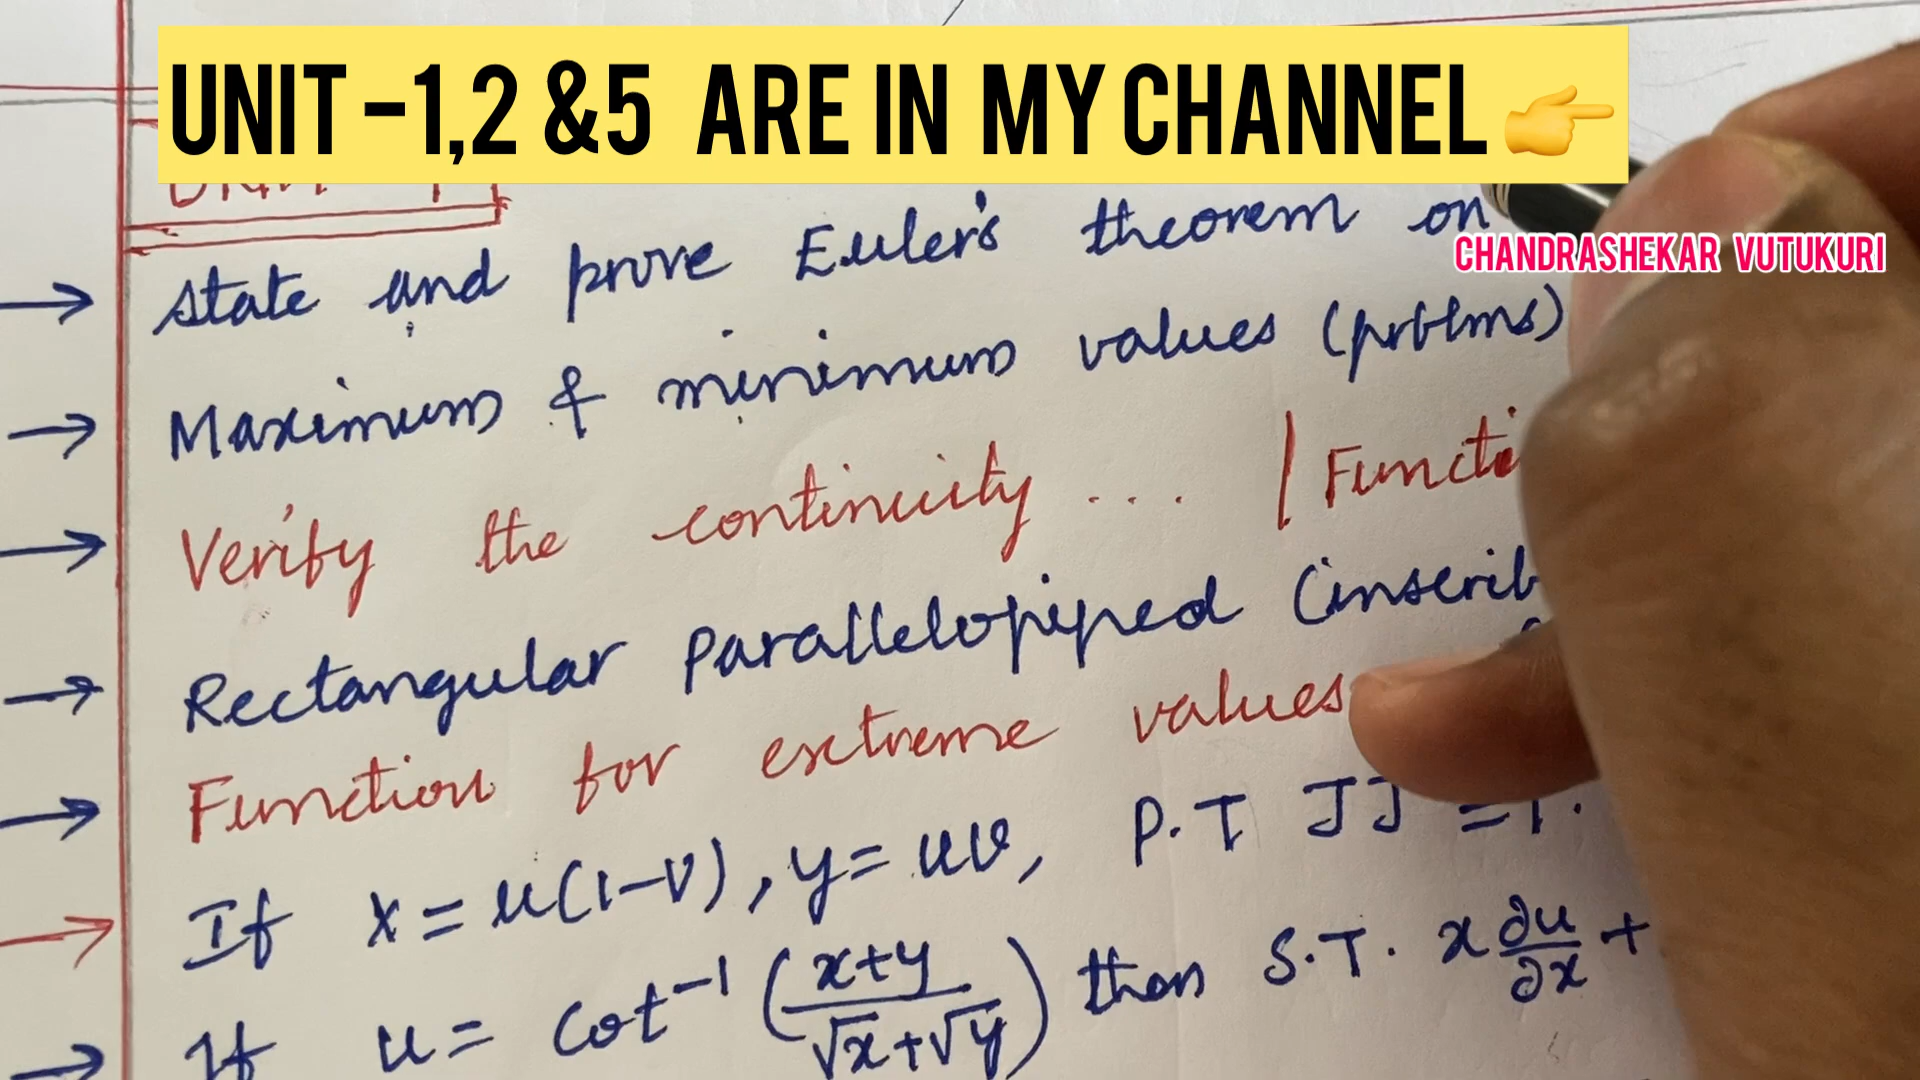 UNIT -1,2 &5 ARE IN MY CHANNEL 👉
State and prove Euler's theorem on
CHANDRASHEKAR VUTUKURI
Maximum & minimum values (prblms)
Verify the continuity ... | Functi
Rectangular parallelopiped (inscrib
Function for extreme values
If x = u(1-v), y = uv, P.T JJ = 1.
If u = cot⁻¹ (x+y / √x+√y) then S.T. x ∂u/∂x +